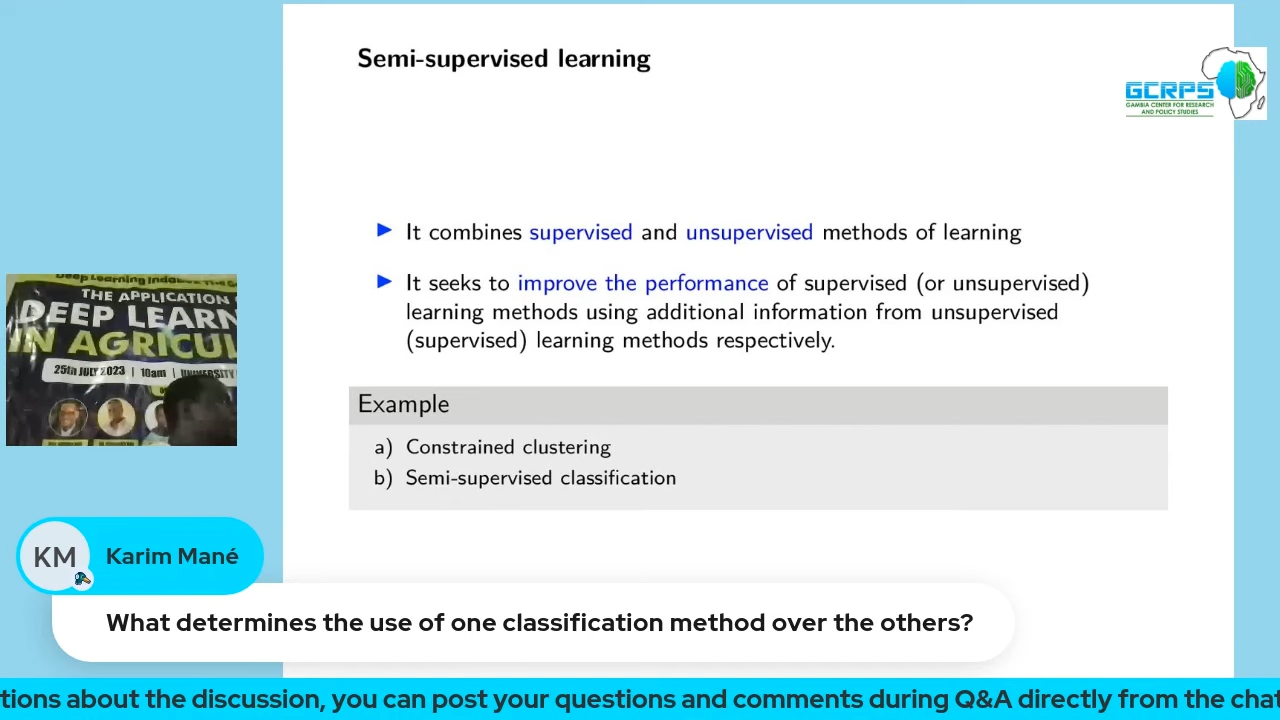 Semi-supervised learning
GCRPS
GAMBIA CENTER FOR RESEARCH
AND POLICY STUDIES
▶ It combines supervised and unsupervised methods of learning
▶ It seeks to improve the performance of supervised (or unsupervised)
learning methods using additional information from unsupervised
(supervised) learning methods respectively.
Example
a) Constrained clustering
b) Semi-supervised classification
Deep Learning
THE APPLICATION
DEEP LEARN
IN AGRICUL
25th JULY 2023 | 10am | UNIVERSITY
KM
Karim Mané
What determines the use of one classification method over the others?
tions about the discussion, you can post your questions and comments during Q&A directly from the chat